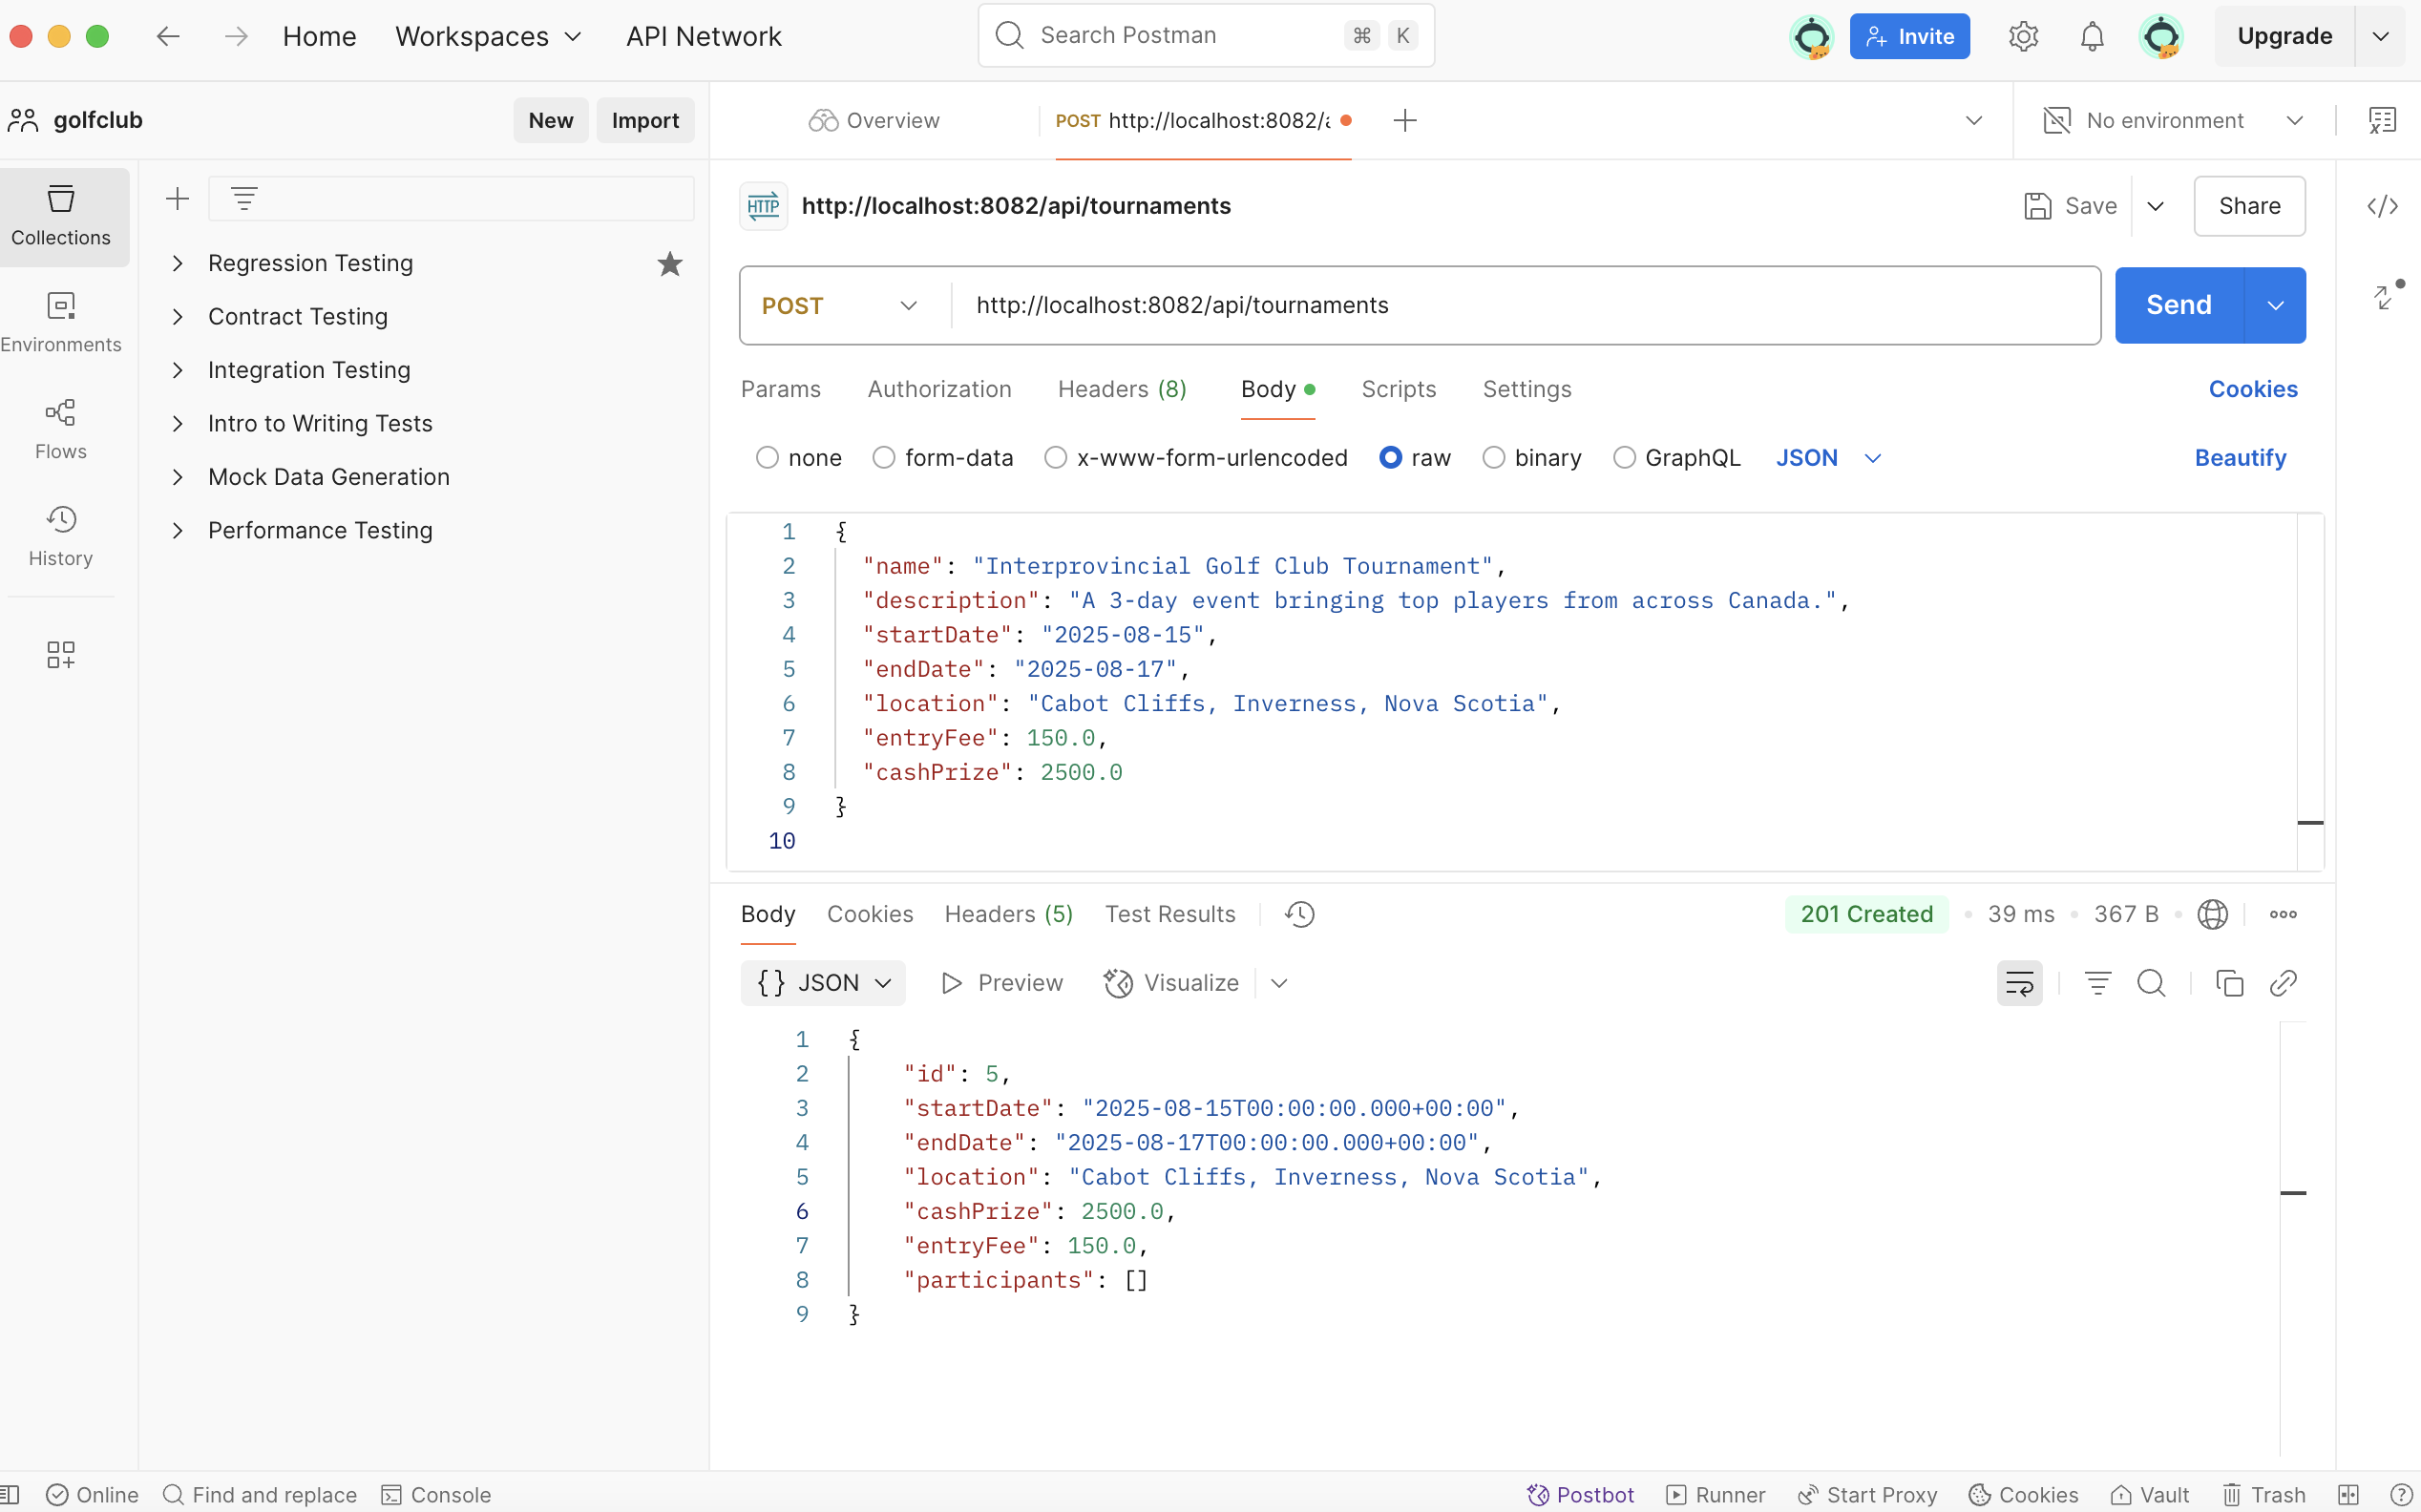 Home Workspaces API Network Search Postman ⌘ K Invite Upgrade
golfclub New Import Overview POST http://localhost:8082/a No environment
Collections
Environments
Flows
History
Regression Testing
Contract Testing
Integration Testing
Intro to Writing Tests
Mock Data Generation
Performance Testing
HTTP http://localhost:8082/api/tournaments Save Share
POST http://localhost:8082/api/tournaments Send
Params Authorization Headers (8) Body Scripts Settings Cookies
none form-data x-www-form-urlencoded raw binary GraphQL JSON Beautify
1 {
2 "name": "Interprovincial Golf Club Tournament",
3 "description": "A 3-day event bringing top players from across Canada.",
4 "startDate": "2025-08-15",
5 "endDate": "2025-08-17",
6 "location": "Cabot Cliffs, Inverness, Nova Scotia",
7 "entryFee": 150.0,
8 "cashPrize": 2500.0
9 }
10
Body Cookies Headers (5) Test Results 201 Created 39 ms 367 B
{} JSON Preview Visualize
1 {
2 "id": 5,
3 "startDate": "2025-08-15T00:00:00.000+00:00",
4 "endDate": "2025-08-17T00:00:00.000+00:00",
5 "location": "Cabot Cliffs, Inverness, Nova Scotia",
6 "cashPrize": 2500.0,
7 "entryFee": 150.0,
8 "participants": []
9 }
Online Find and replace Console Postbot Runner Start Proxy Cookies Vault Trash